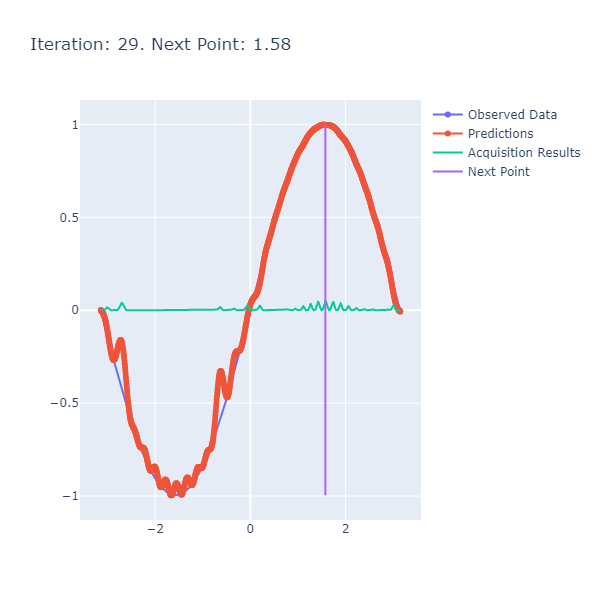 Iteration: 29. Next Point: 1.58
Observed Data
Predictions
Acquisition Results
Next Point
1
0.5
0
−0.5
−1
−2
0
2